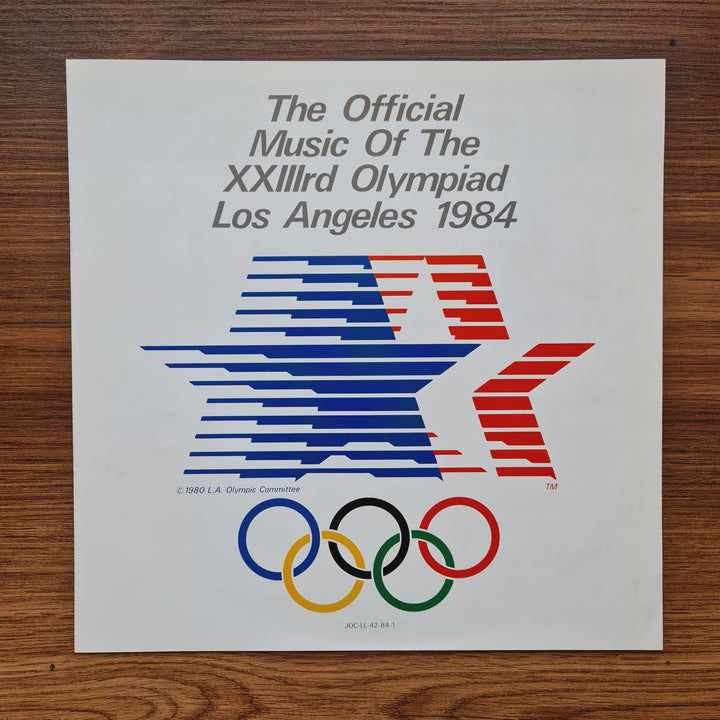 The Official
Music Of The
XXIIIrd Olympiad
Los Angeles 1984
© 1980 L.A. Olympic Committee
TM
JOC-LL-42-84-1